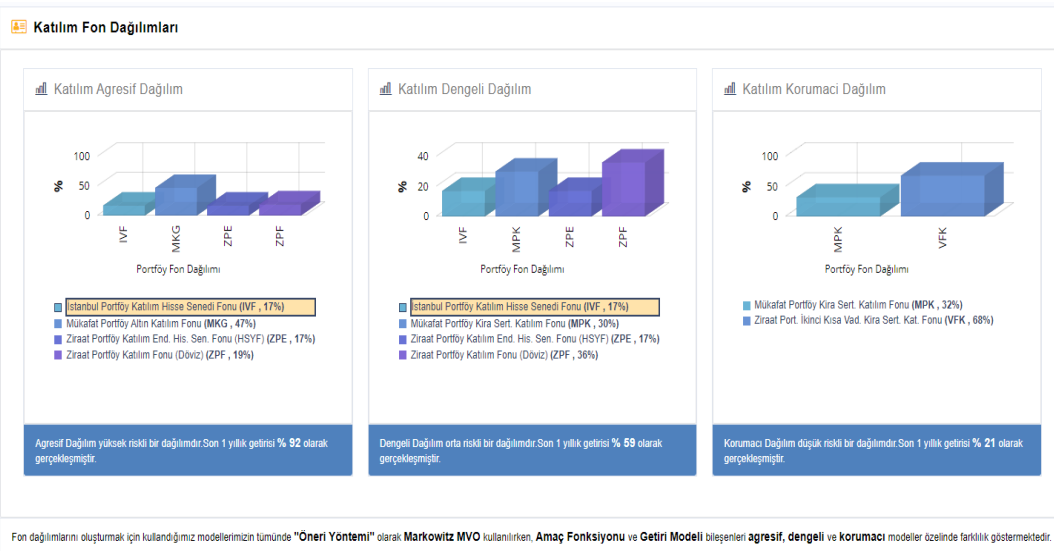 Katılım Fon Dağılımları
Katılım Agresif Dağılım
%
100
50
0
IVF
MKG
ZPE
ZPF
Portföy Fon Dağılımı
İstanbul Portföy Katılım Hisse Senedi Fonu (IVF , 17%)
Mükafat Portföy Altın Katılım Fonu (MKG , 47%)
Ziraat Portföy Katılım End. His. Sen. Fonu (HSYF) (ZPE , 17%)
Ziraat Portföy Katılım Fonu (Döviz) (ZPF , 19%)
Agresif Dağılım yüksek riskli bir dağılımdır.Son 1 yıllık getirisi % 92 olarak
gerçekleşmiştir.
Katılım Dengeli Dağılım
%
40
20
0
IVF
MPK
ZPE
ZPF
Portföy Fon Dağılımı
İstanbul Portföy Katılım Hisse Senedi Fonu (IVF , 17%)
Mükafat Portföy Kira Sert. Katılım Fonu (MPK , 30%)
Ziraat Portföy Katılım End. His. Sen. Fonu (HSYF) (ZPE , 17%)
Ziraat Portföy Katılım Fonu (Döviz) (ZPF , 36%)
Dengeli Dağılım orta riskli bir dağılımdır.Son 1 yıllık getirisi % 59 olarak
gerçekleşmiştir.
Katılım Korumaci Dağılım
%
100
50
0
MPK
VFK
Portföy Fon Dağılımı
Mükafat Portföy Kira Sert. Katılım Fonu (MPK , 32%)
Ziraat Port. İkinci Kısa Vad. Kira Sert. Kat. Fonu (VFK , 68%)
Korumacı Dağılım düşük riskli bir dağılımdır.Son 1 yıllık getirisi % 21 olarak
gerçekleşmiştir.
Fon dağılımlarını oluşturmak için kullandığımız modellerimizin tümünde "Öneri Yöntemi" olarak Markowitz MVO kullanılırken, Amaç Fonksiyonu ve Getiri Modeli bileşenleri agresif, dengeli ve korumacı modeller özelinde farklılık göstermektedir.